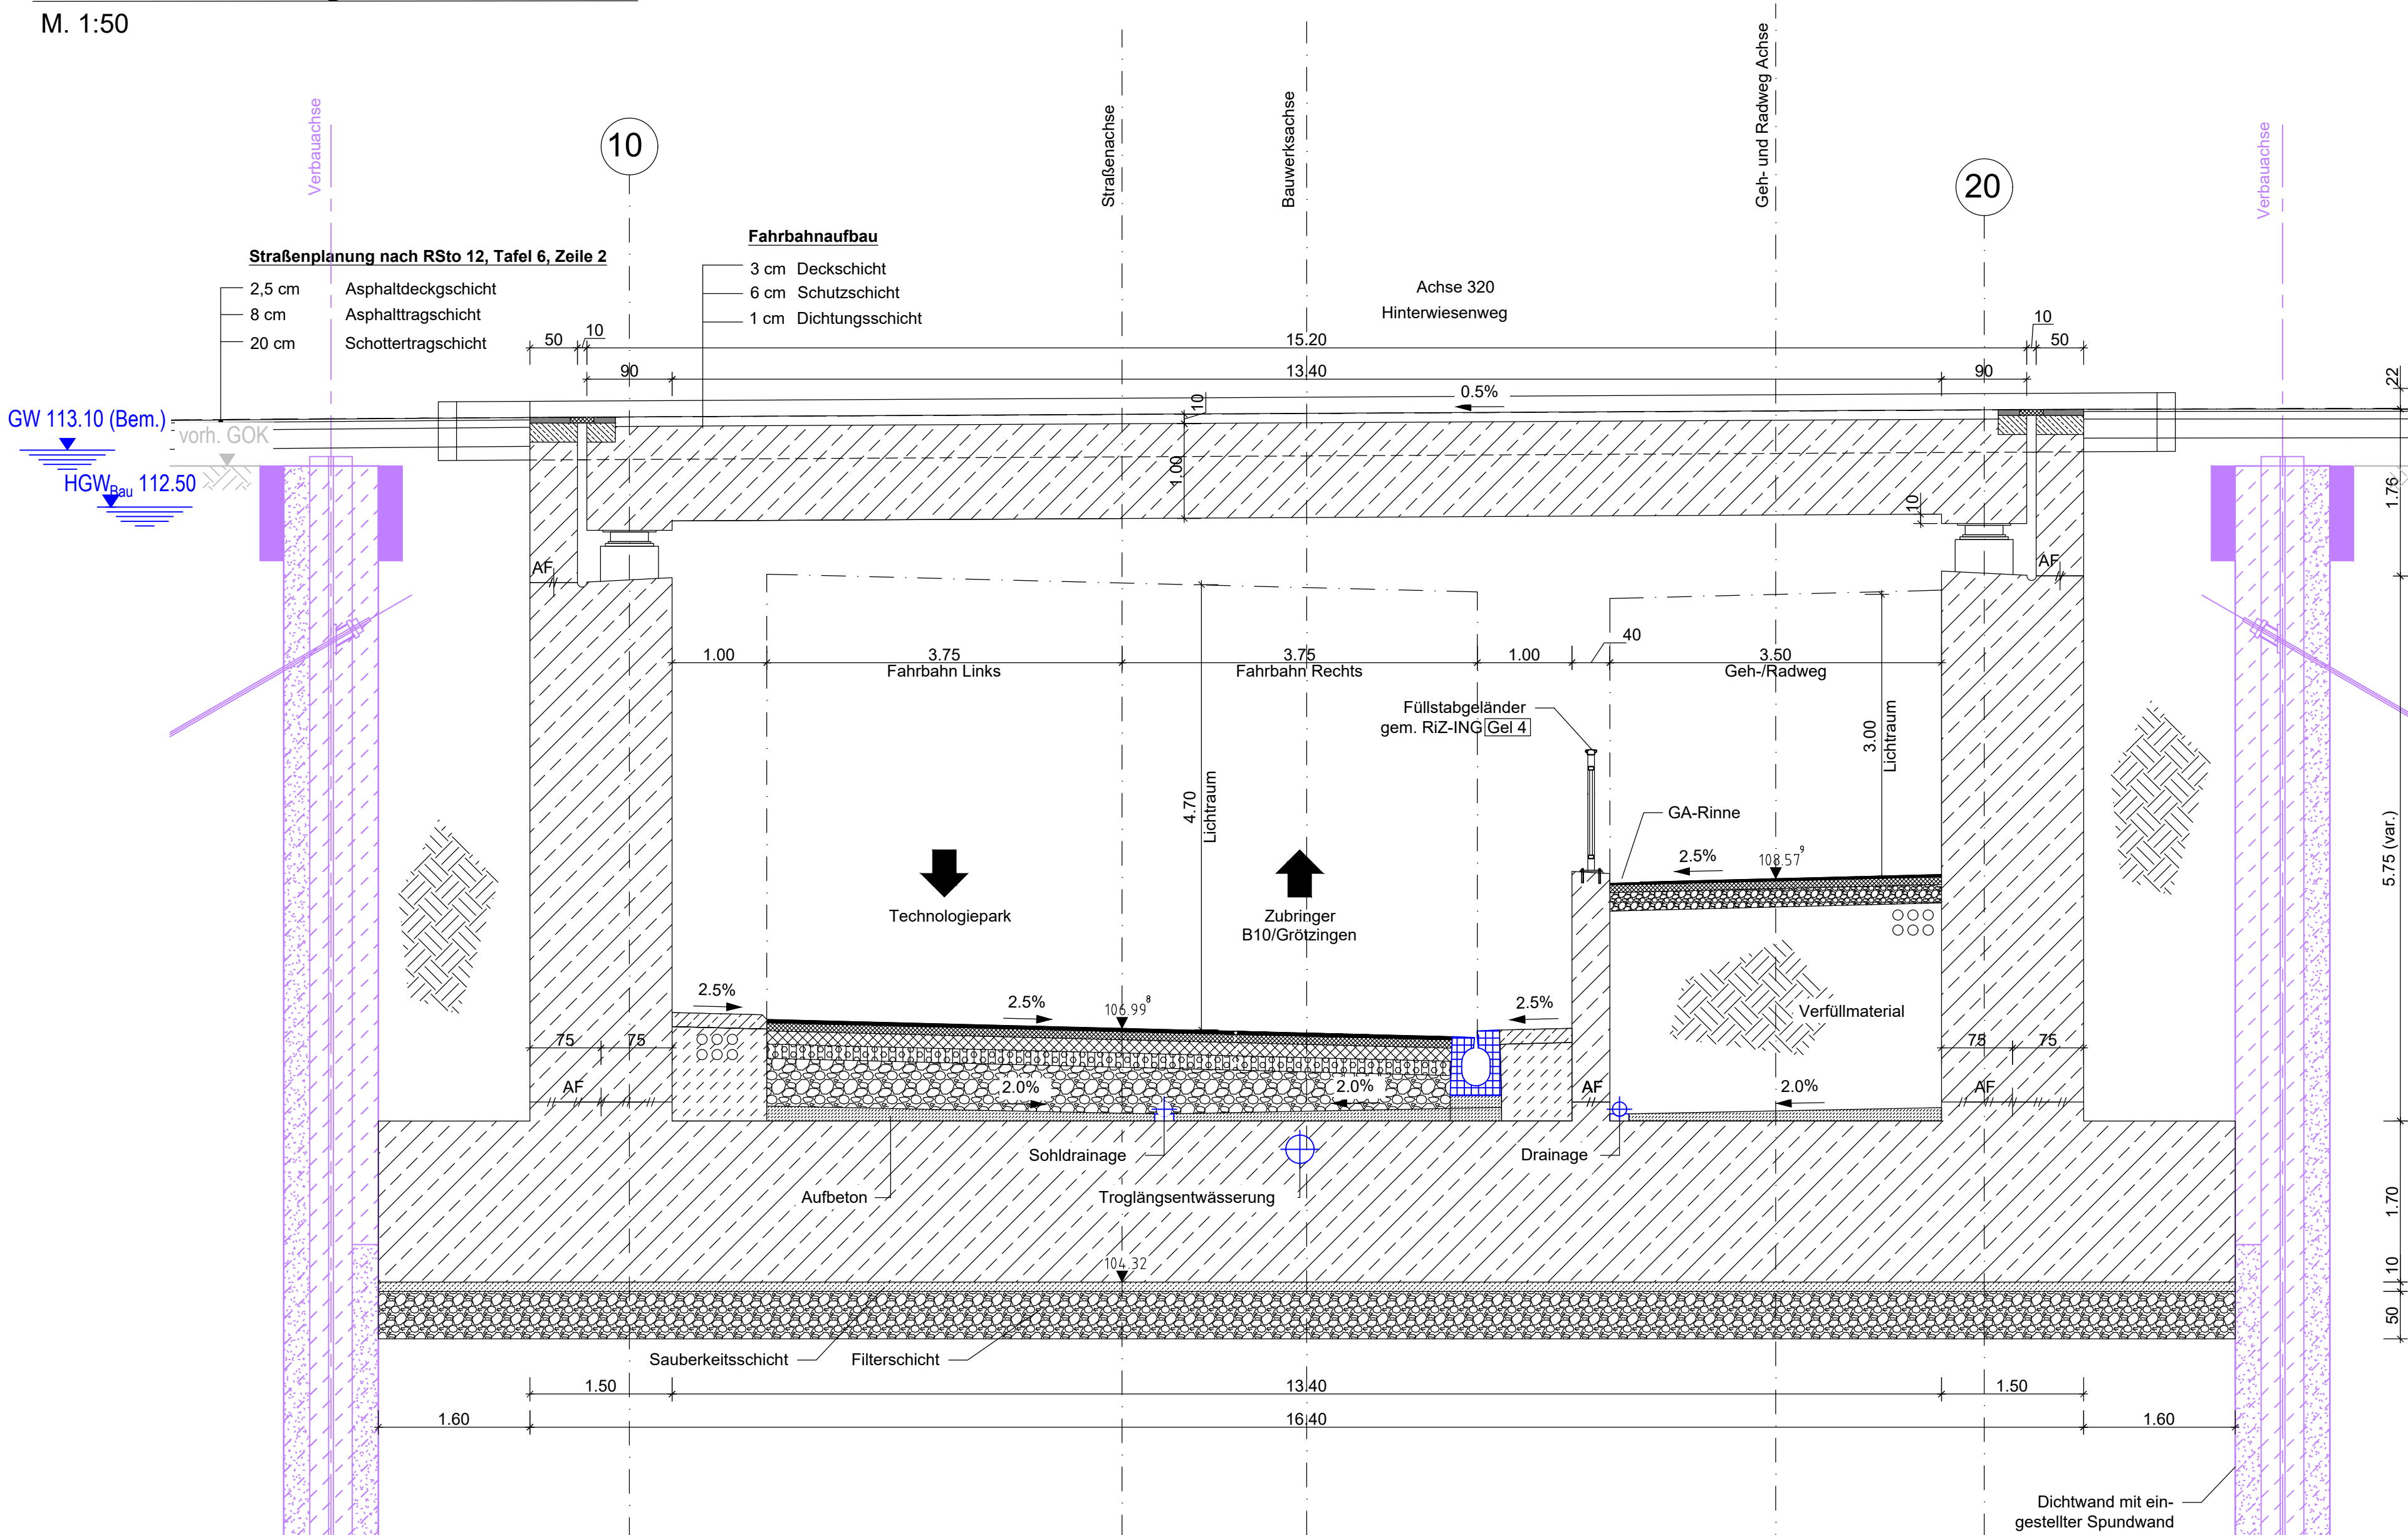 M. 1:50
Verbauachse
10
Straßenachse
Bauwerksachse
Geh- und Radweg Achse
20
Verbauachse
Straßenplanung nach RSto 12, Tafel 6, Zeile 2
2,5 cm Asphaltdeckgschicht
8 cm Asphalttragschicht
20 cm Schottertragschicht
Fahrbahnaufbau
3 cm Deckschicht
6 cm Schutzschicht
1 cm Dichtungsschicht
Achse 320
Hinterwiesenweg
50 10 15.20 10 50
90 13.40 90
22
10 0.5%
GW 113.10 (Bem.)
vorh. GOK
HGWBau 112.50
1.00
10
1.76
AF AF
40
1.00 3.75 3.75 1.00 3.50
Fahrbahn Links Fahrbahn Rechts Geh-/Radweg
Füllstabgeländer
gem. RiZ-ING Gel 4
3.00
Lichtraum
4.70
Lichtraum
GA-Rinne
2.5% 108.57⁹
5.75 (var.)
Technologiepark
Zubringer
B10/Grötzingen
2.5% 2.5% 106.99⁸ 2.5%
Verfüllmaterial
75 75 75 75
AF 2.0% 2.0% AF 2.0% AF
Sohldrainage Drainage
Aufbeton Troglängsentwässerung
1.70
104.32
10
50
Sauberkeitsschicht Filterschicht
1.50 13.40 1.50
1.60 16.40 1.60
Dichtwand mit ein-
gestellter Spundwand